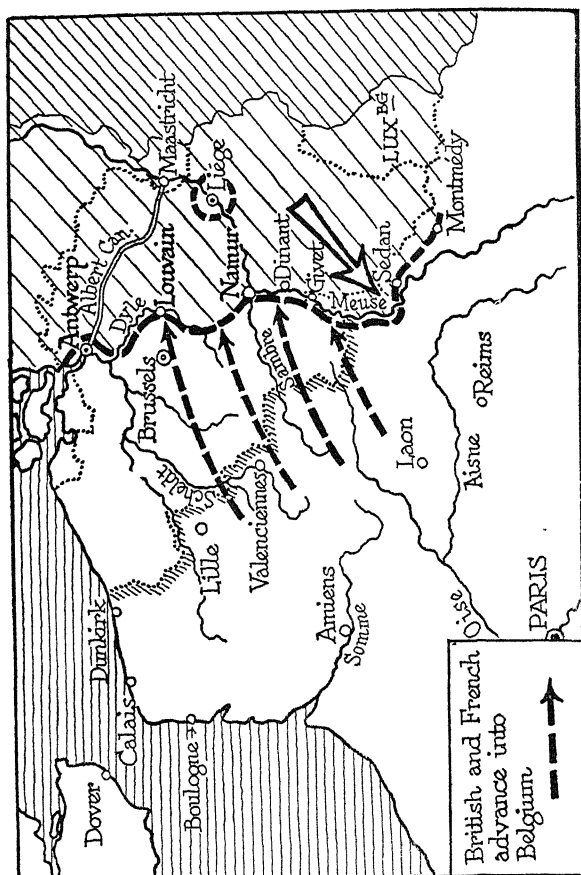 Dover
Calais
Dunkirk
Boulogne
Antwerp
Albert Can.
Maastricht
Dyle
Brussels
Louvain
Liége
Scheldt
Lille
Valenciennes
Namur
Sambre
Dinant
Givet
Meuse
Sedan
LUX BG
Montmedy
Amiens
Somme
Laon
Oise
Aisne
Reims
PARIS
British and French
advance into
Belgium